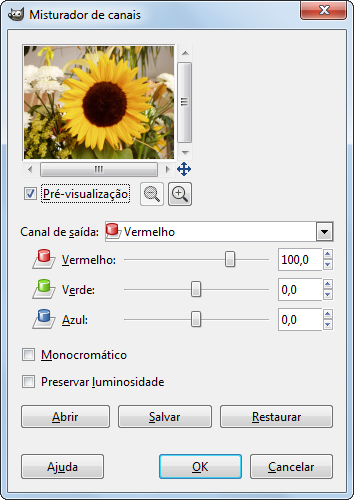 Misturador de canais
Pré-visualização
Canal de saída: Vermelho
Vermelho: 100,0
Verde: 0,0
Azul: 0,0
Monocromático
Preservar luminosidade
Abrir Salvar Restaurar
Ajuda OK Cancelar